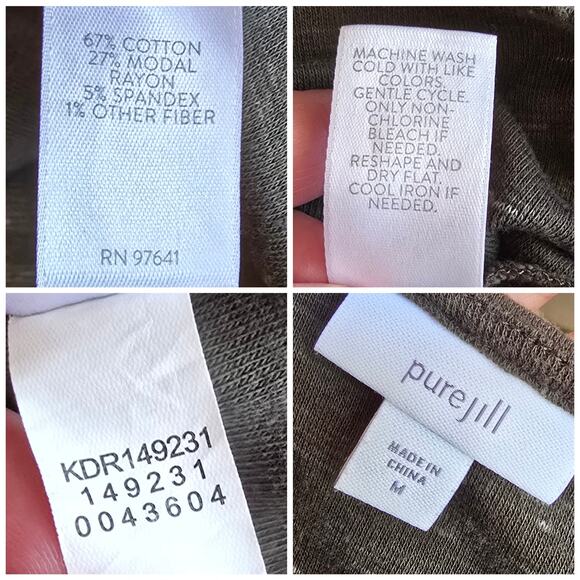 67% COTTON
27% MODAL
RAYON
5% SPANDEX
1% OTHER FIBER
RN 97641
MACHINE WASH
COLD WITH LIKE
COLORS.
GENTLE CYCLE.
ONLY NON-
CHLORINE
BLEACH IF
NEEDED.
RESHAPE AND
DRY FLAT.
COOL IRON IF
NEEDED.
KDR149231
149231
0043604
purejill
MADE IN
CHINA
M